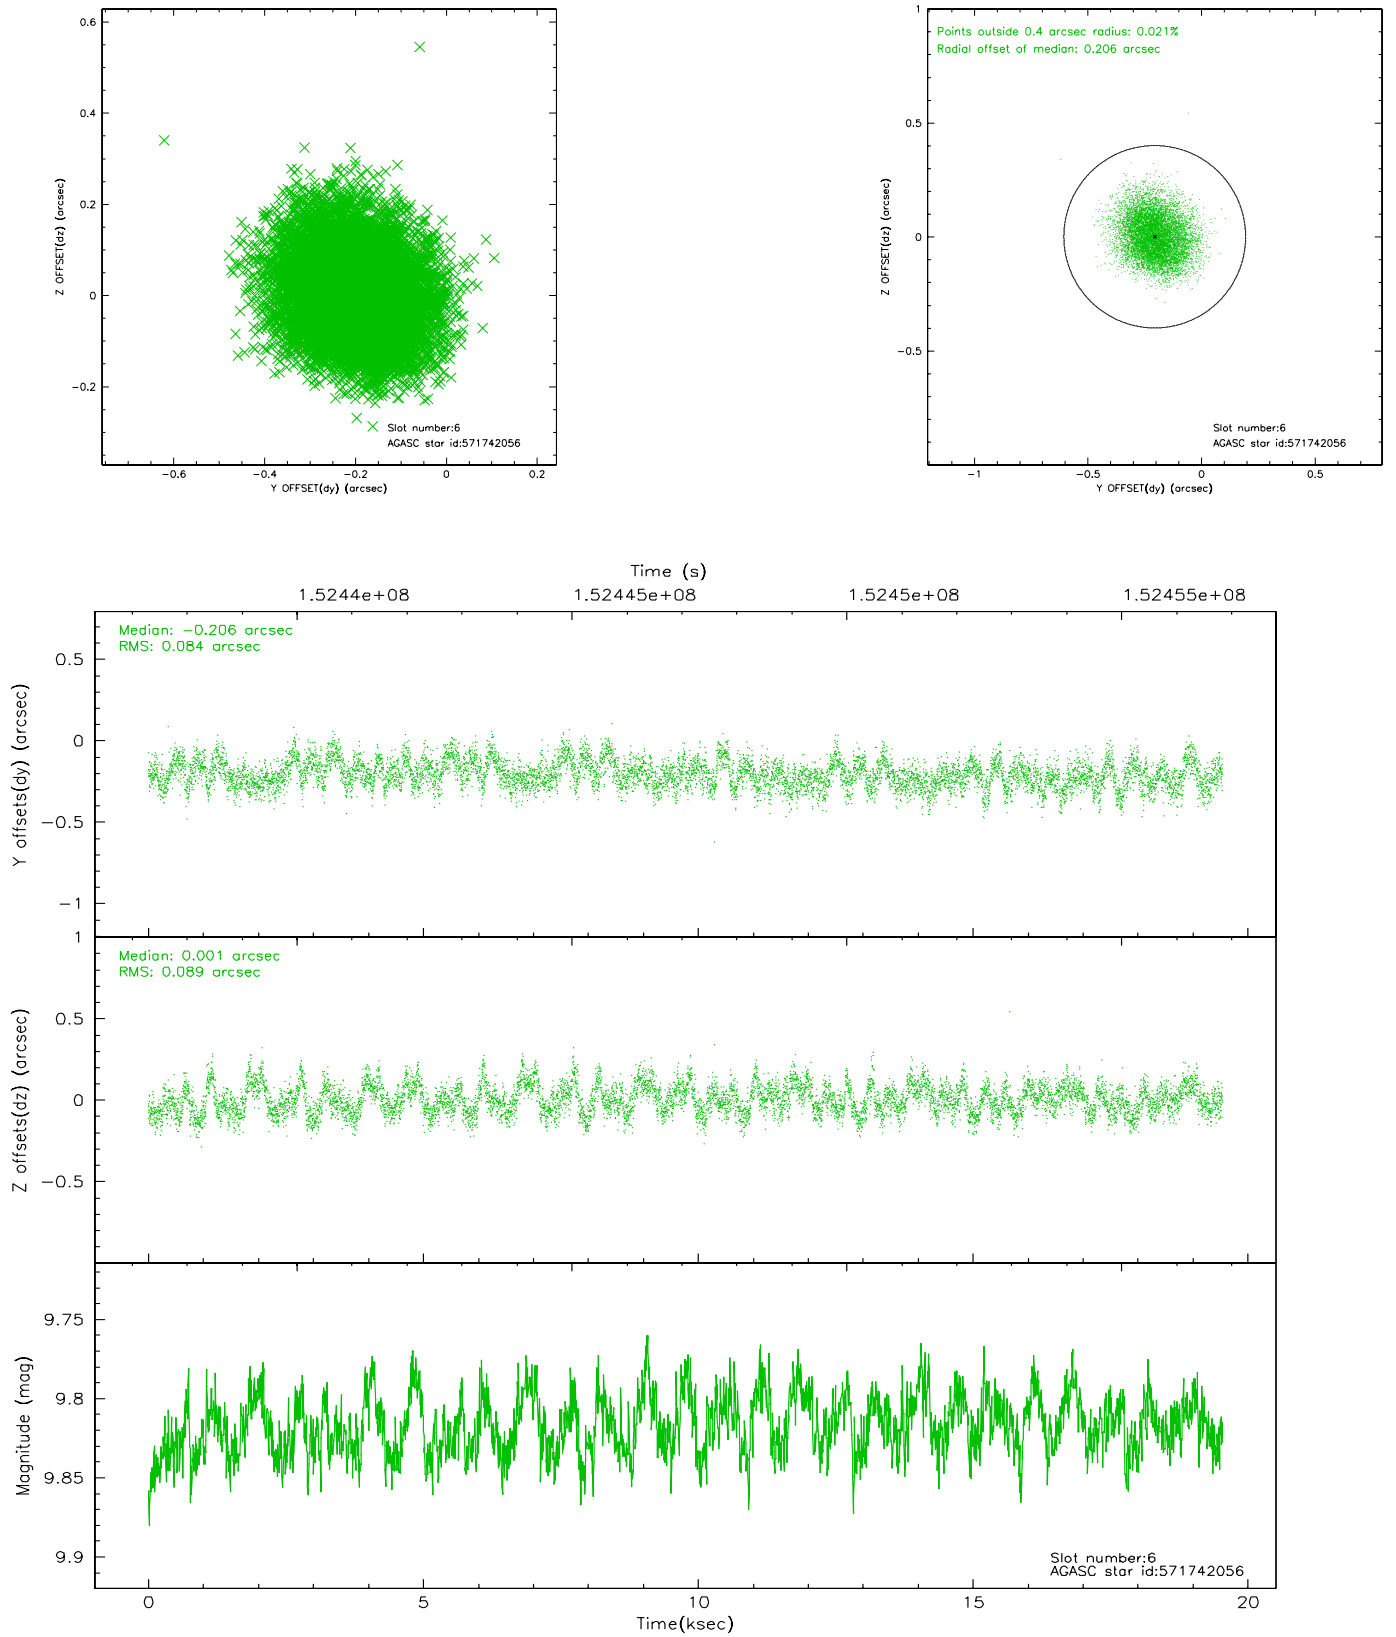 0.6
0.4
0.2
0
−0.2
Z OFFSET(dz) (arcsec)
−0.6
−0.4
−0.2
0
0.2
Y OFFSET(dy) (arcsec)
Slot number:6
AGASC star id:571742056
Points outside 0.4 arcsec radius: 0.021%
Radial offset of median: 0.206 arcsec
1
0.5
0
−0.5
Z OFFSET(dz) (arcsec)
−1
−0.5
0
0.5
Y OFFSET(dy) (arcsec)
Slot number:6
AGASC star id:571742056
Time (s)
1.5244e+08
1.52445e+08
1.5245e+08
1.52455e+08
Median: −0.206 arcsec
RMS: 0.084 arcsec
0.5
0
−0.5
−1
Y offsets(dy) (arcsec)
Median: 0.001 arcsec
RMS: 0.089 arcsec
1
0.5
0
−0.5
Z offsets(dz) (arcsec)
9.75
9.8
9.85
9.9
Magnitude (mag)
Slot number:6
AGASC star id:571742056
0
5
10
15
20
Time(ksec)